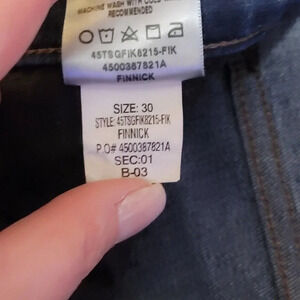 MACHINE WASH WITH COLD
RECOMMENDED
45TSGFIK8215-FIK
4500387821A
FINNICK
SIZE: 30
STYLE: 45TSGFIK8215-FIK
FINNICK
P.O# 4500387821A
SEC:01
B-03